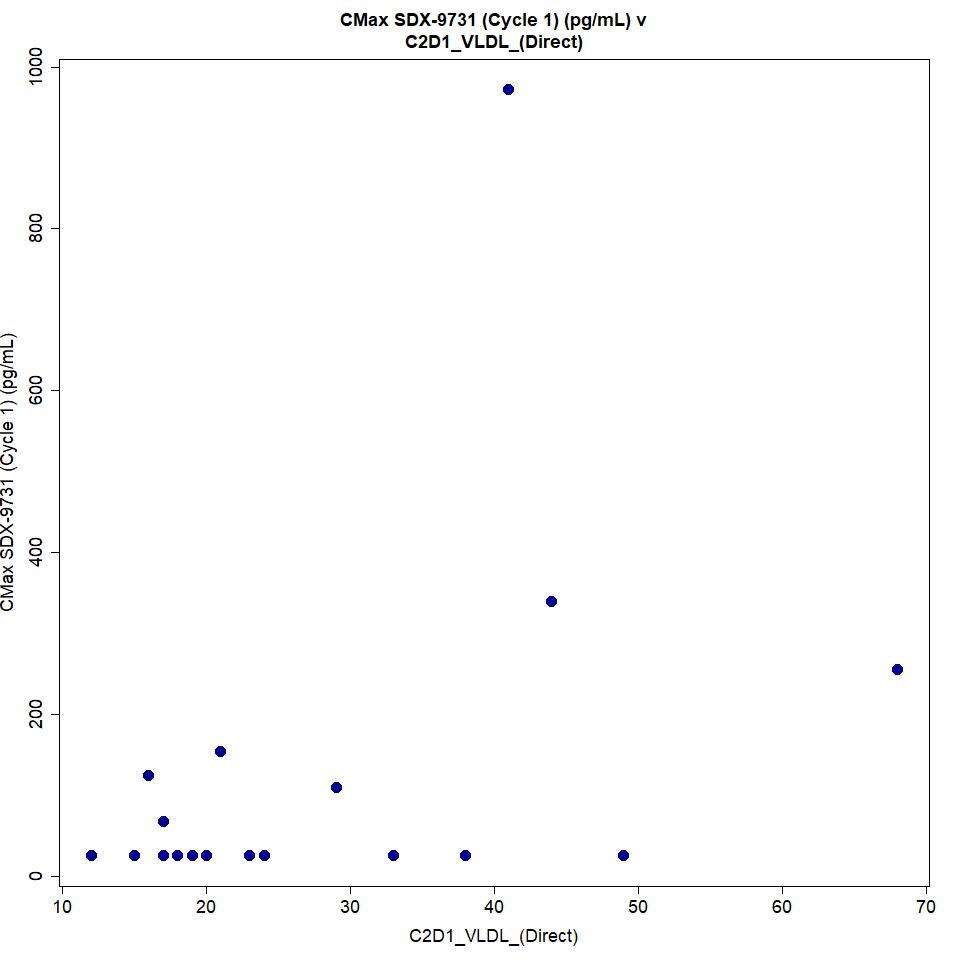 CMax SDX-9731 (Cycle 1) (pg/mL) v
C2D1_VLDL_(Direct)
1000
800
600
400
200
0
CMax SDX-9731 (Cycle 1) (pg/mL)
10 20 30 40 50 60 70
C2D1_VLDL_(Direct)